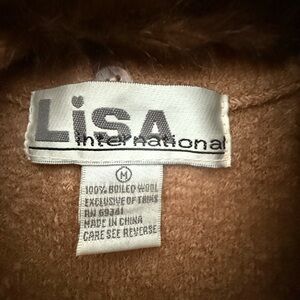 LiSA
international
M
100% BOILED WOOL
EXCLUSIVE OF TRIMS
RN 69341
MADE IN CHINA
CARE SEE REVERSE